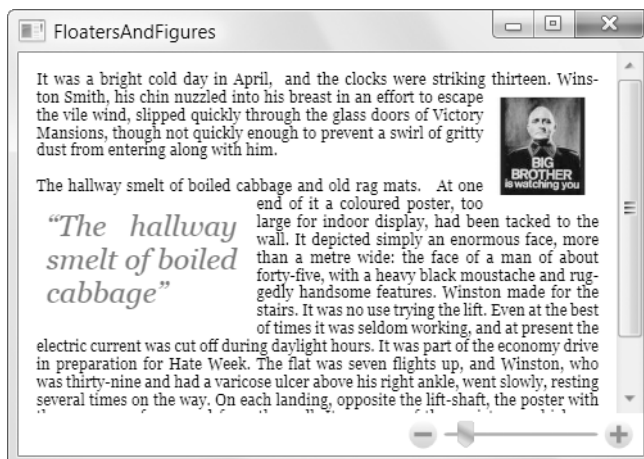 FloatersAndFigures
It was a bright cold day in April, and the clocks were striking thirteen. Wins-
ton Smith, his chin nuzzled into his breast in an effort to escape
the vile wind, slipped quickly through the glass doors of Victory
Mansions, though not quickly enough to prevent a swirl of gritty
dust from entering along with him.
BIG
BROTHER
is watching you
The hallway smelt of boiled cabbage and old rag mats. At one
end of it a coloured poster, too
large for indoor display, had been tacked to the
wall. It depicted simply an enormous face, more
than a metre wide: the face of a man of about
forty-five, with a heavy black moustache and rug-
gedly handsome features. Winston made for the
stairs. It was no use trying the lift. Even at the best
of times it was seldom working, and at present the
“The hallway
smelt of boiled
cabbage”
electric current was cut off during daylight hours. It was part of the economy drive
in preparation for Hate Week. The flat was seven flights up, and Winston, who
was thirty-nine and had a varicose ulcer above his right ankle, went slowly, resting
several times on the way. On each landing, opposite the lift-shaft, the poster with